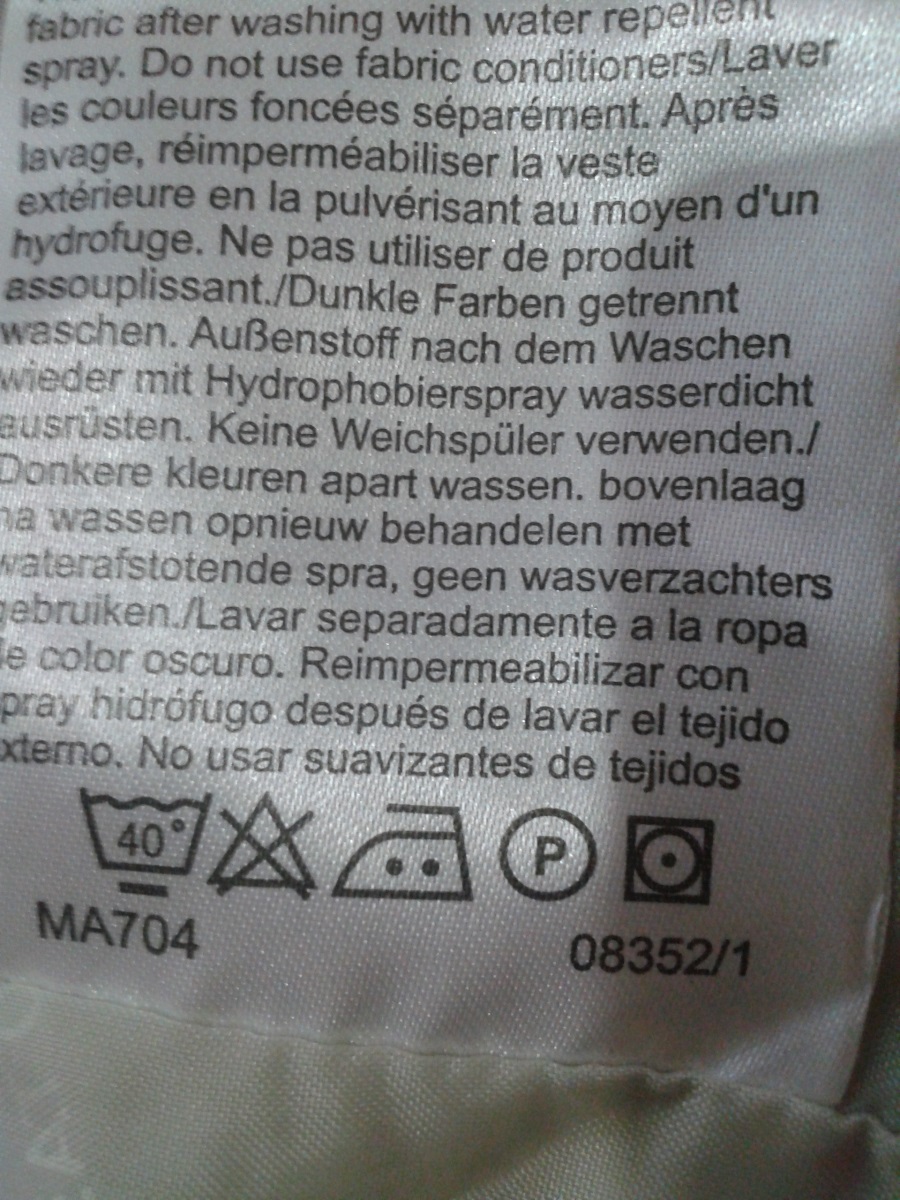 fabric after washing with water repellent
spray. Do not use fabric conditioners/Laver
les couleurs foncées séparément. Après
lavage, réimperméabiliser la veste
extérieure en la pulvérisant au moyen d'un
hydrofuge. Ne pas utiliser de produit
assouplissant./Dunkle Farben getrennt
waschen. Außenstoff nach dem Waschen
wieder mit Hydrophobierspray wasserdicht
ausrüsten. Keine Weichspüler verwenden./
Donkere kleuren apart wassen. bovenlaag
na wassen opnieuw behandelen met
waterafstotende spra, geen wasverzachters
gebruiken./Lavar separadamente a la ropa
de color oscuro. Reimpermeabilizar con
pray hidrófugo después de lavar el tejido
xterno. No usar suavizantes de tejidos
40° P
MA704 08352/1